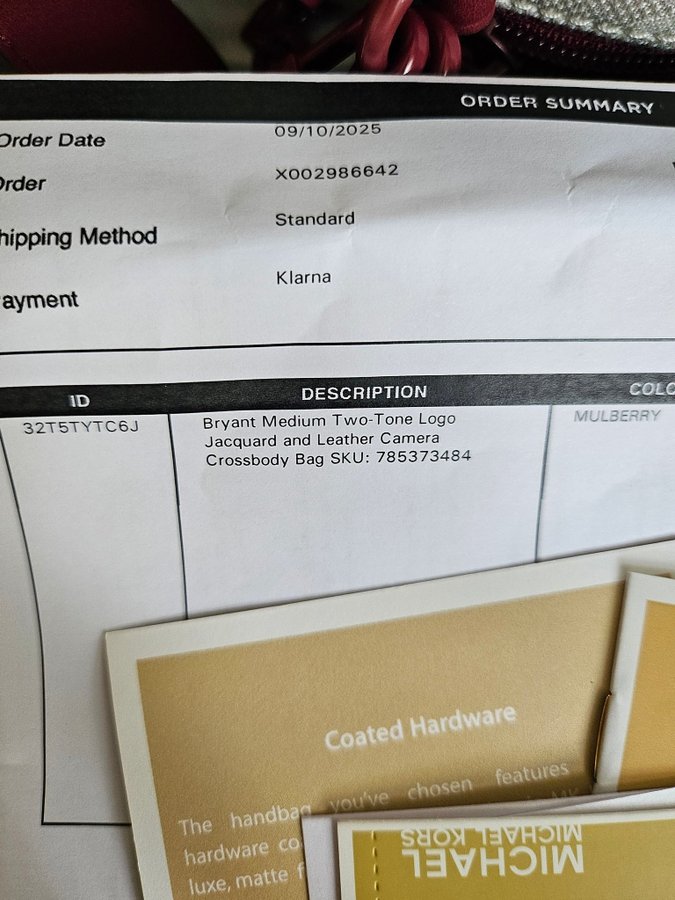 ORDER SUMMARY
Order Date 09/10/2025
Order X002986642
hipping Method Standard
ayment Klarna
ID DESCRIPTION COLO
32T5TYTC6J Bryant Medium Two-Tone Logo MULBERRY
Jacquard and Leather Camera
Crossbody Bag SKU: 785373484
Coated Hardware
The handbag you've chosen features
hardware co
luxe, matte f
MICHAEL
MICHAEL KORS